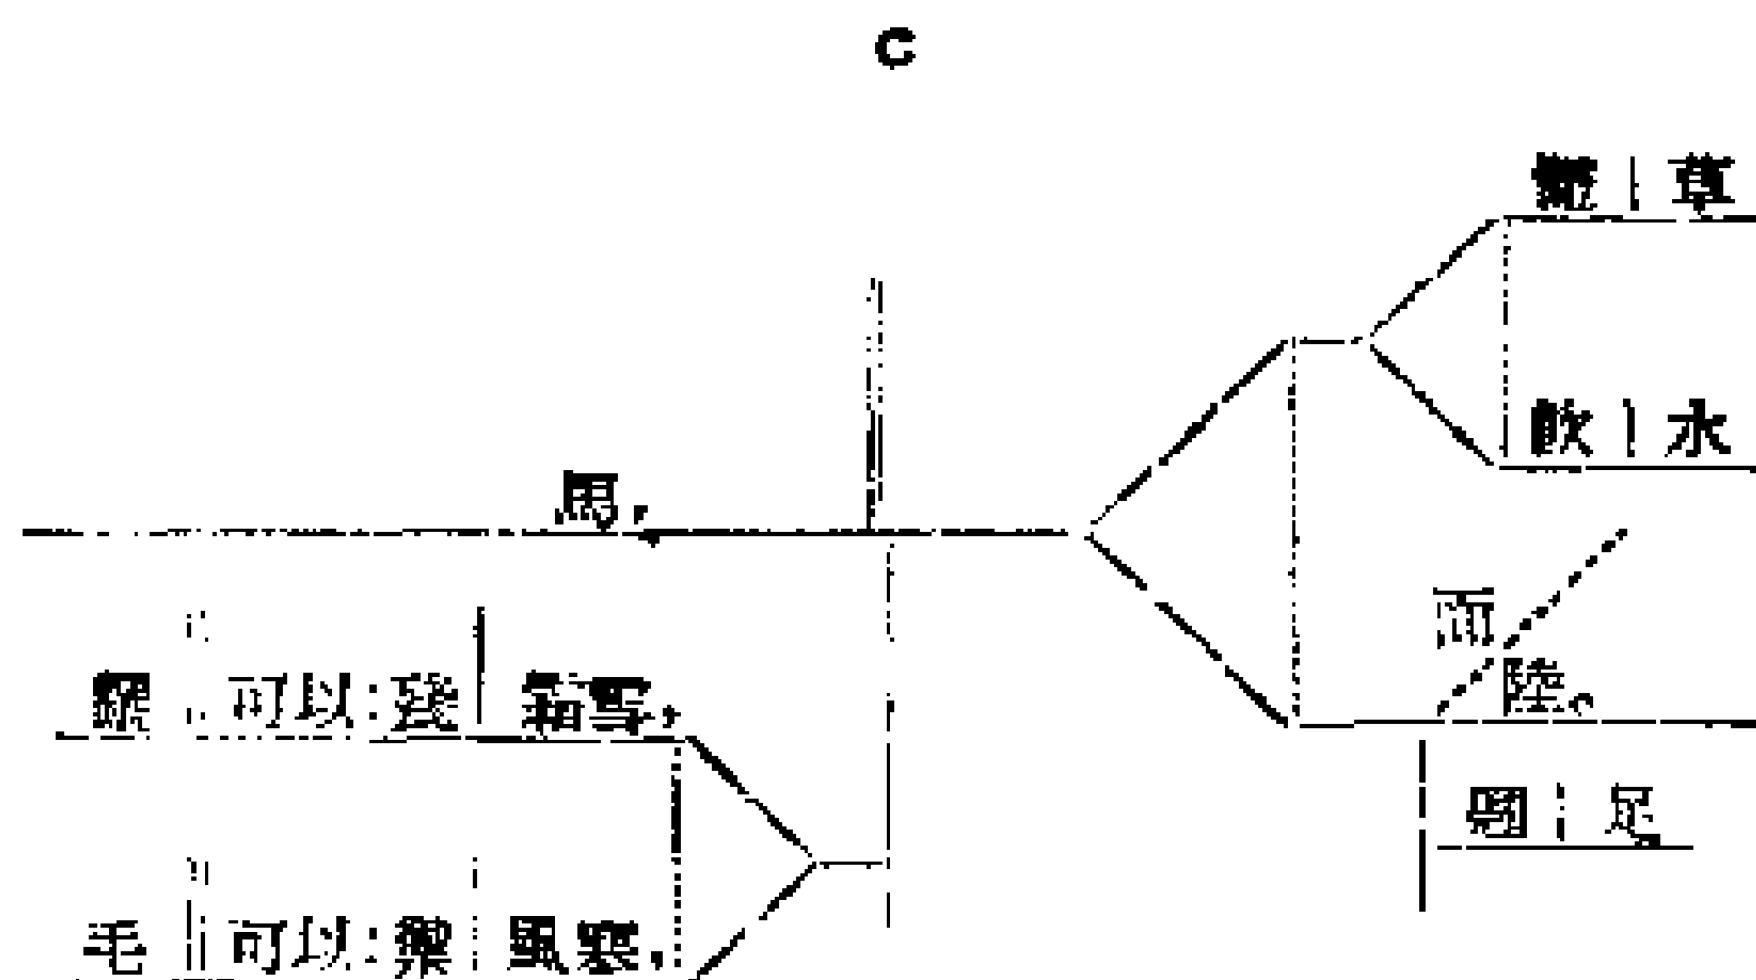 C
齕草
飲水
馬,
而
陸。
蹄 可以踐 霜雪,
翹足
毛 可以禦 風寒,